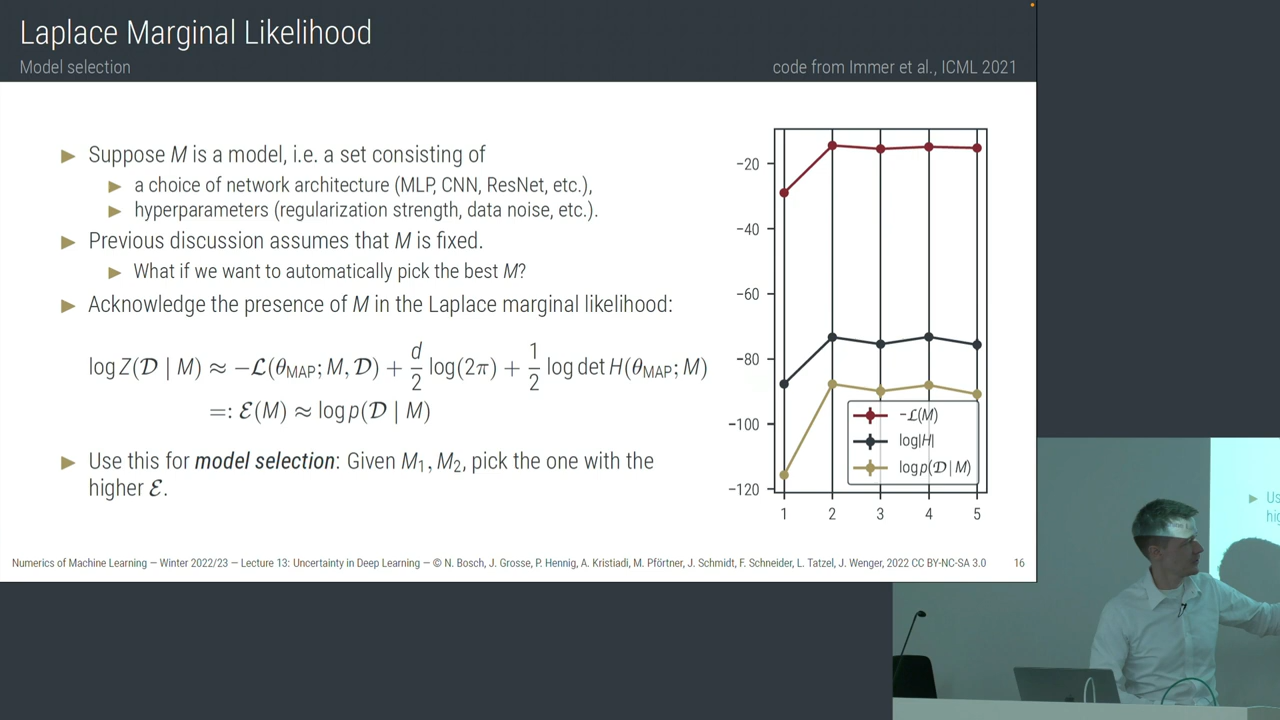 Laplace Marginal Likelihood
Model selection
code from Immer et al., ICML 2021
▶ Suppose M is a model, i.e. a set consisting of
▶ a choice of network architecture (MLP, CNN, ResNet, etc.),
▶ hyperparameters (regularization strength, data noise, etc.).
▶ Previous discussion assumes that M is fixed.
▶ What if we want to automatically pick the best M?
▶ Acknowledge the presence of M in the Laplace marginal likelihood:
log Z(𝒟 | M) ≈ −ℒ(θ_MAP; M, 𝒟) + d/2 log(2π) + 1/2 log det H(θ_MAP; M)
=: ℰ(M) ≈ log p(𝒟 | M)
▶ Use this for model selection: Given M₁, M₂, pick the one with the
higher ℰ.
−20
−40
−60
−80
−100
−120
−ℒ(M)
log|H|
log p(𝒟 | M)
1 2 3 4 5
Numerics of Machine Learning — Winter 2022/23 — Lecture 13: Uncertainty in Deep Learning — © N. Bosch, J. Grosse, P. Hennig, A. Kristiadi, M. Pförtner, J. Schmidt, F. Schneider, L. Tatzel, J. Wenger, 2022 CC BY-NC-SA 3.0 16
▶ Us
hig